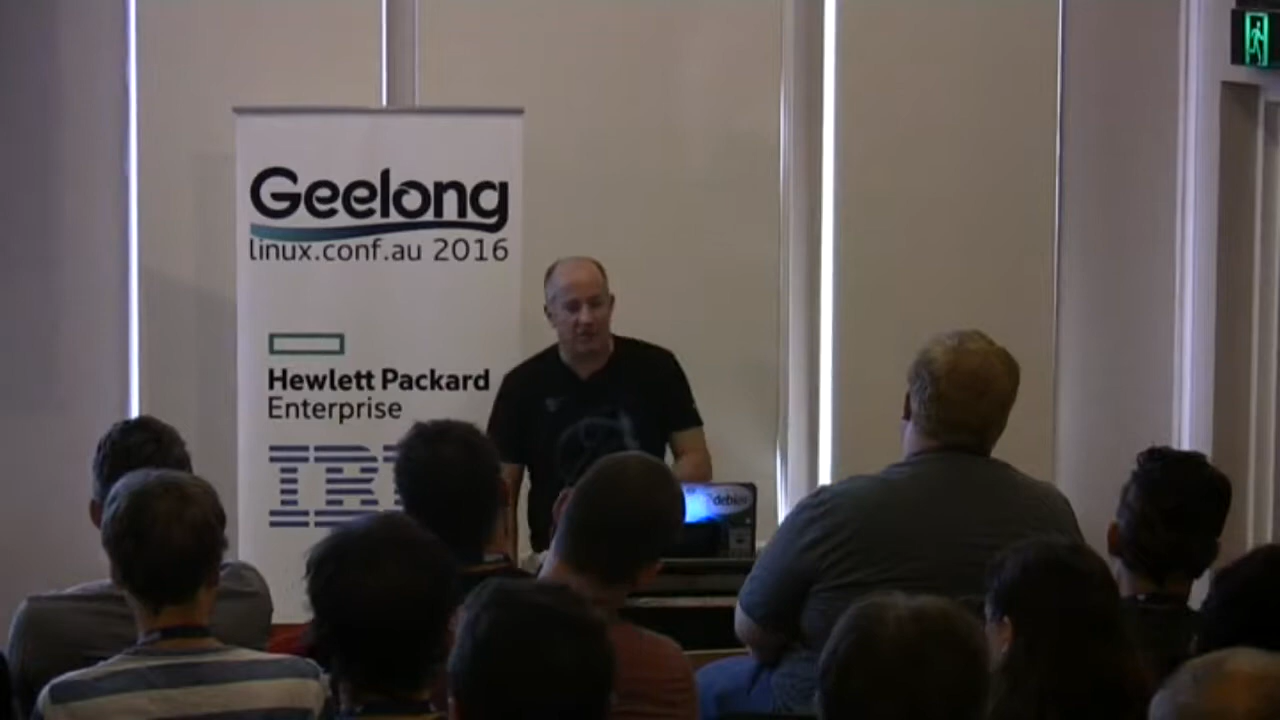 Geelong
linux.conf.au 2016
Hewlett Packard
Enterprise
debian